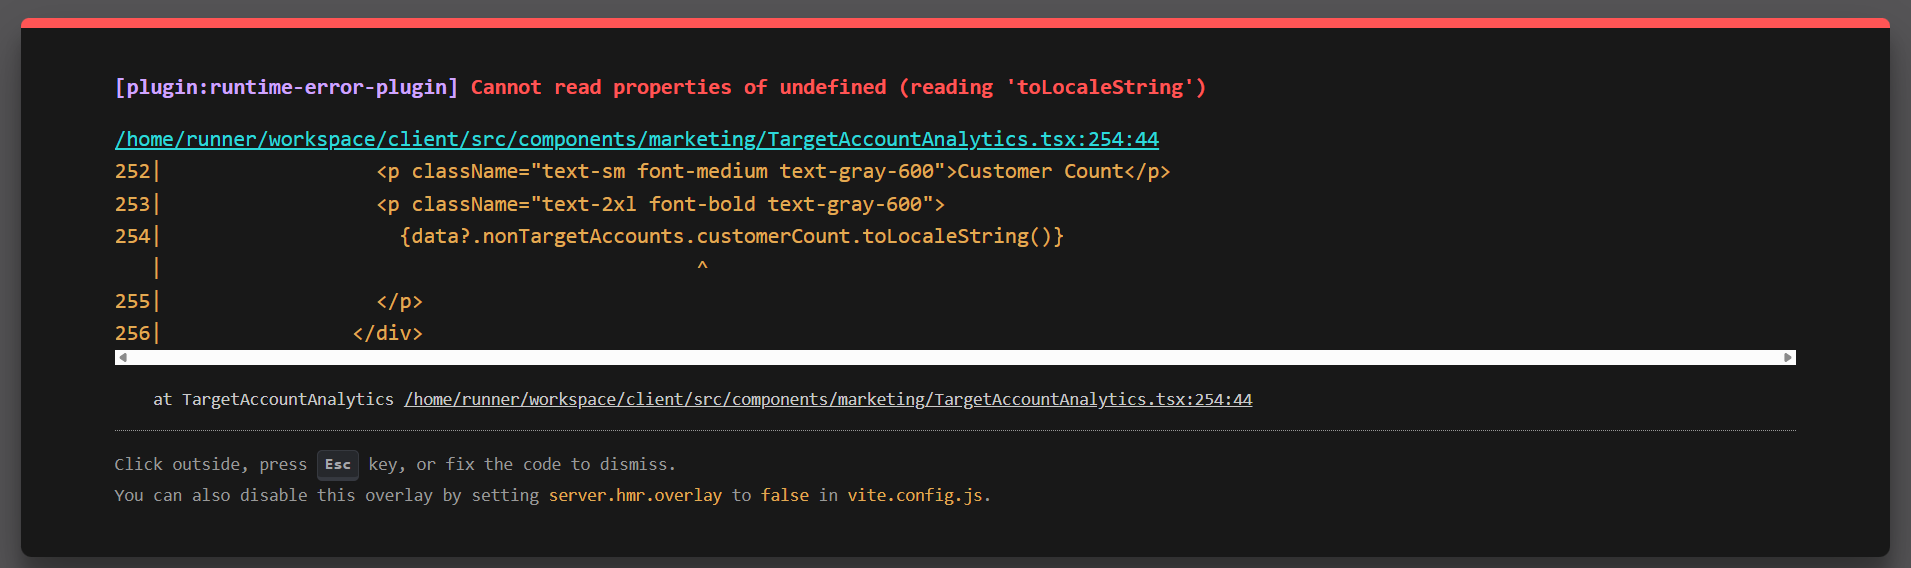 [plugin:runtime-error-plugin] Cannot read properties of undefined (reading 'toLocaleString')
/home/runner/workspace/client/src/components/marketing/TargetAccountAnalytics.tsx:254:44
252|                  <p className="text-sm font-medium text-gray-600">Customer Count</p>
253|                  <p className="text-2xl font-bold text-gray-600">
254|                    {data?.nonTargetAccounts.customerCount.toLocaleString()}
   |                                             ^
255|                  </p>
256|                </div>
at TargetAccountAnalytics /home/runner/workspace/client/src/components/marketing/TargetAccountAnalytics.tsx:254:44
Click outside, press Esc key, or fix the code to dismiss.
You can also disable this overlay by setting server.hmr.overlay to false in vite.config.js.